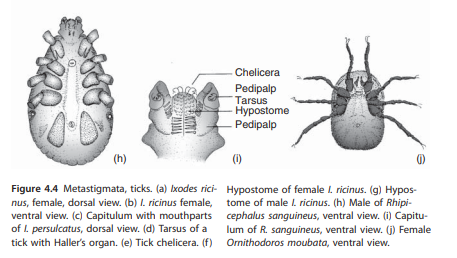 Chelicera
Pedipalp
Tarsus
Hypostome
Pedipalp
(h)
(i)
(j)
Figure 4.4 Metastigmata, ticks. (a) Ixodes rici-
nus, female, dorsal view. (b) I. ricinus female,
ventral view. (c) Capitulum with mouthparts
of I. persulcatus, dorsal view. (d) Tarsus of a
tick with Haller's organ. (e) Tick chelicera. (f)
Hypostome of female I. ricinus. (g) Hypos-
tome of male I. ricinus. (h) Male of Rhipi-
cephalus sanguineus, ventral view. (i) Capitu-
lum of R. sanguineus, ventral view. (j) Female
Ornithodoros moubata, ventral view.